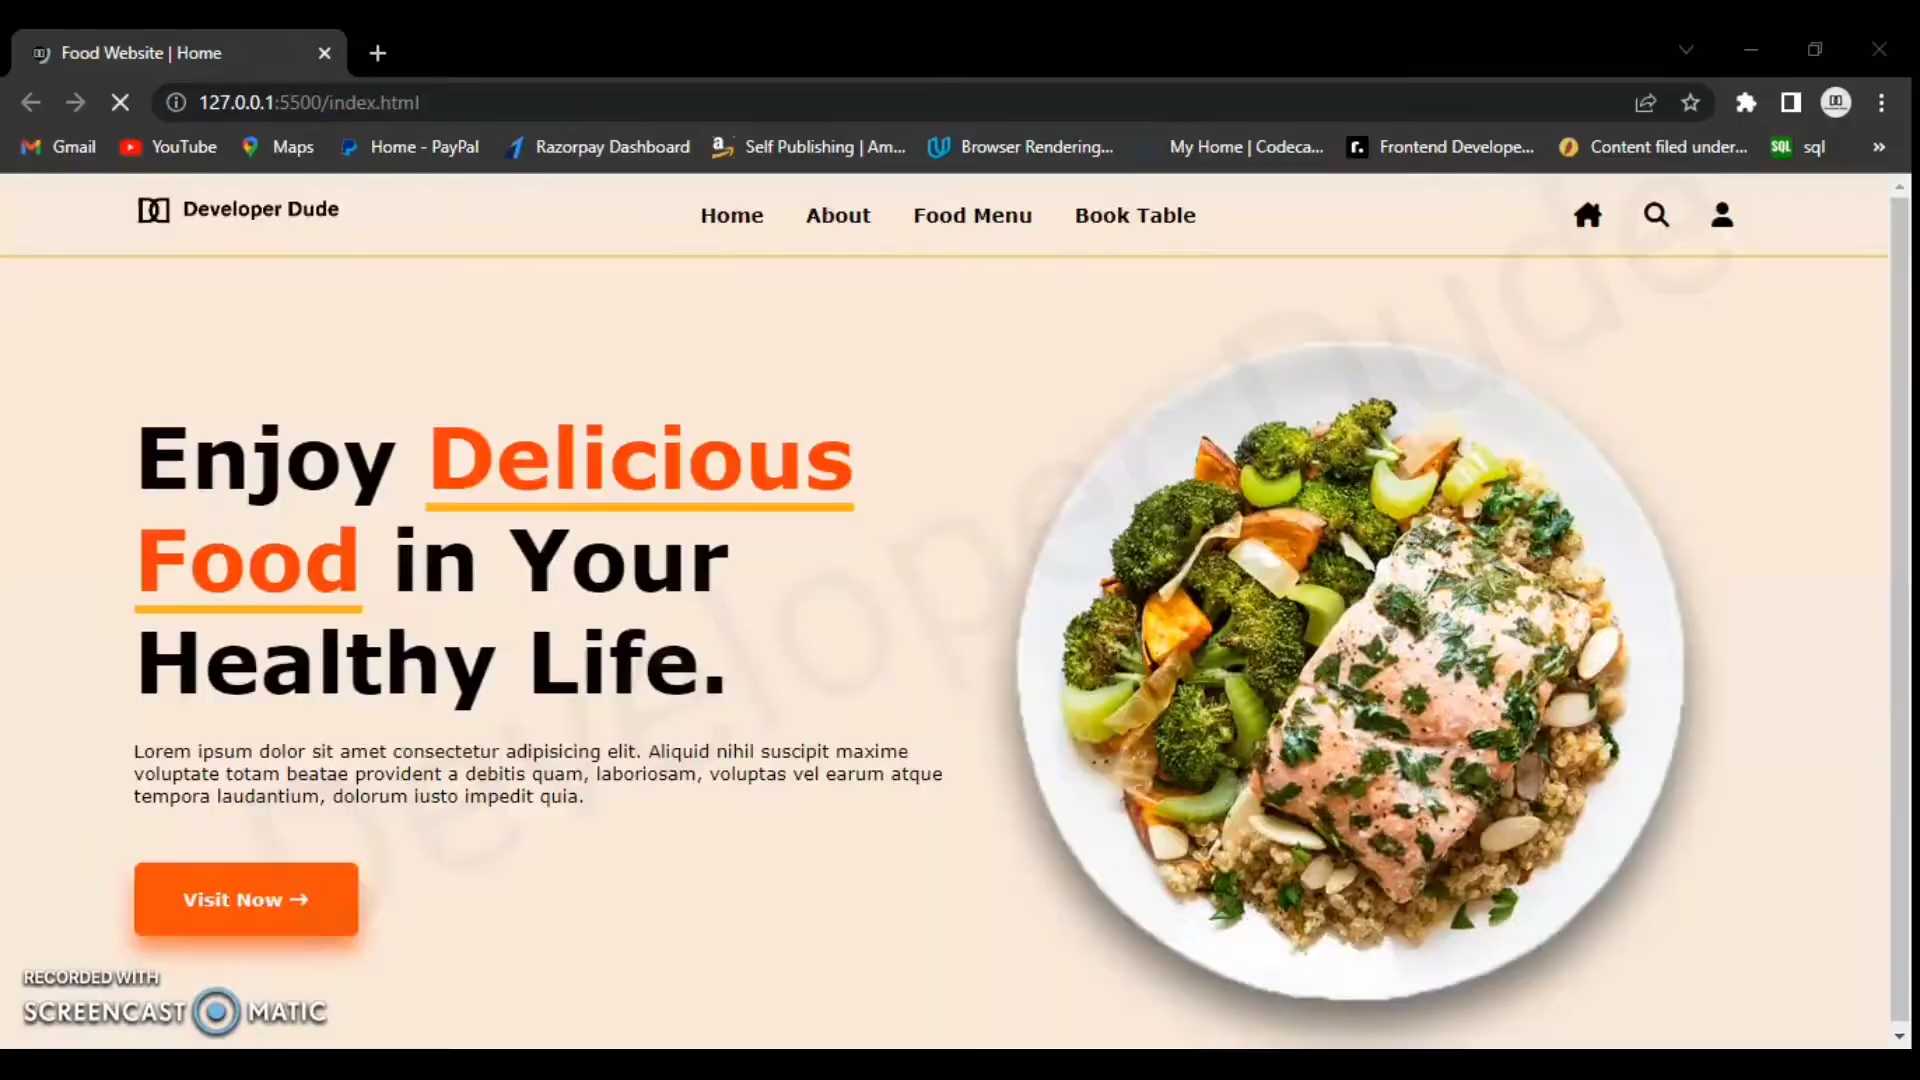 Food Website | Home
127.0.0.1:5500/index.html
Gmail
YouTube
Maps
Home - PayPal
Razorpay Dashboard
Self Publishing | Am...
Browser Rendering...
My Home | Codeca...
Frontend Develope...
Content filed under...
SQL
sql
»
Developer Dude
Home
About
Food Menu
Book Table
Enjoy Delicious
Food in Your
Healthy Life.
Lorem ipsum dolor sit amet consectetur adipisicing elit. Aliquid nihil suscipit maxime
voluptate totam beatae provident a debitis quam, laboriosam, voluptas vel earum atque
tempora laudantium, dolorum iusto impedit quia.
Visit Now →
Developer Dude
RECORDED WITH
SCREENCAST MATIC